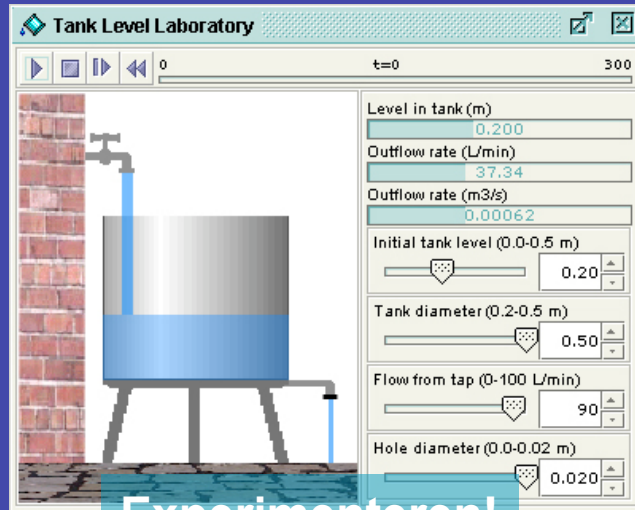 Tank Level Laboratory
0 t=0 300
Level in tank (m)
0.200
Outflow rate (L/min)
37.34
Outflow rate (m3/s)
0.00062
Initial tank level (0.0-0.5 m)
0.20
Tank diameter (0.2-0.5 m)
0.50
Flow from tap (0-100 L/min)
90
Hole diameter (0.0-0.02 m)
0.020
Experimenteren!